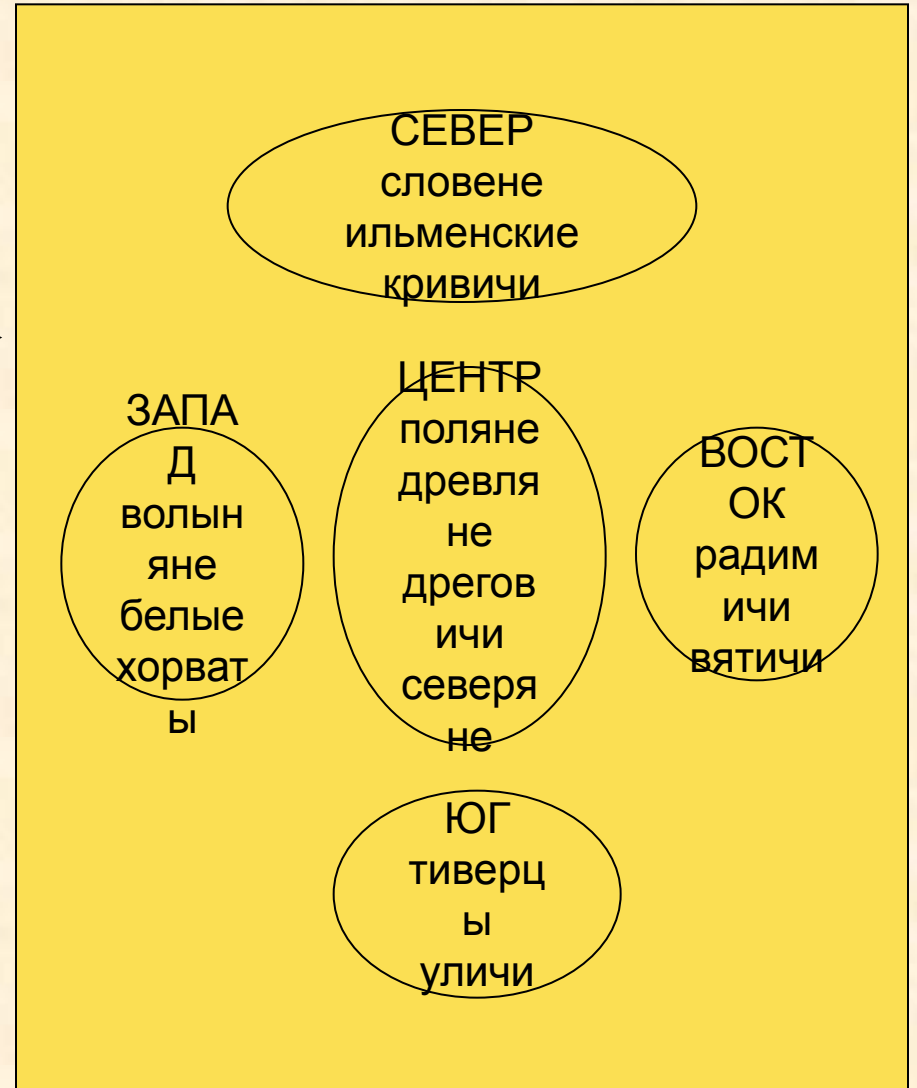 СЕВЕР
словене
ильменские
кривичи
ЗАПА
Д
волын
яне
белые
хорват
ы
ЦЕНТР
поляне
древля
не
дрегов
ичи
северя
не
ВОСТ
ОК
радим
ичи
вятичи
ЮГ
тиверц
ы
уличи